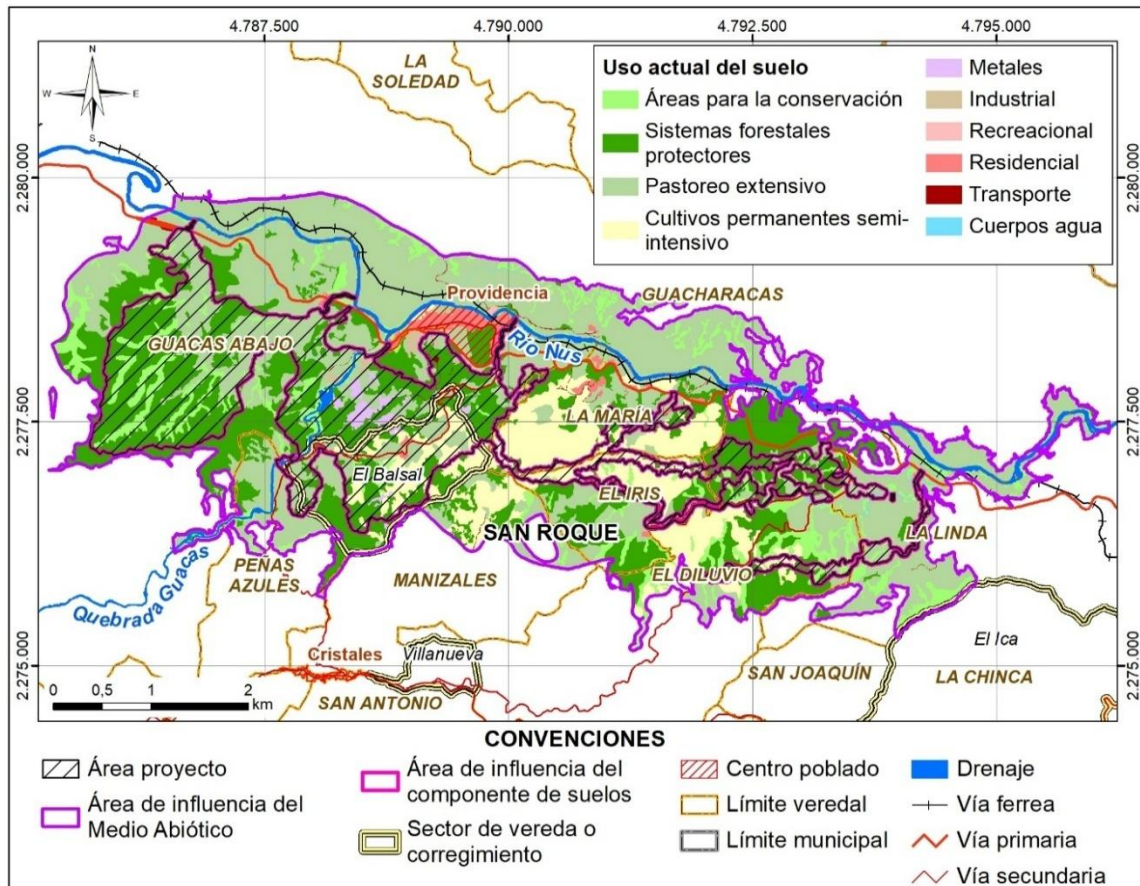 4.787.500
4.790.000
4.792.500
4.795.000
N
W
E
S
LA
SOLEDAD
Uso actual del suelo
Áreas para la conservación
Sistemas forestales
protectores
Pastoreo extensivo
Cultivos permanentes semi-
intensivo
Metales
Industrial
Recreacional
Residencial
Transporte
Cuerpos agua
2.280.000
2.280.000
Providencia
GUACHARACAS
GUACAS ABAJO
Río Nus
LA MARÍA
2.277.500
2.277.500
El Balsal
EL IRIS
SAN ROQUE
LA LINDA
PEÑAS
AZULES
MANIZALES
EL DILUVIO
Quebrada Guacas
El Ica
Cristales
Villanueva
SAN JOAQUÍN
LA CHINCA
SAN ANTONIO
2.275.000
2.275.000
0 0,5 1 2
km
CONVENCIONES
Área proyecto
Área de influencia del
Medio Abiótico
Área de influencia del
componente de suelos
Sector de vereda o
corregimiento
Centro poblado
Límite veredal
Límite municipal
Drenaje
Vía ferrea
Vía primaria
Vía secundaria